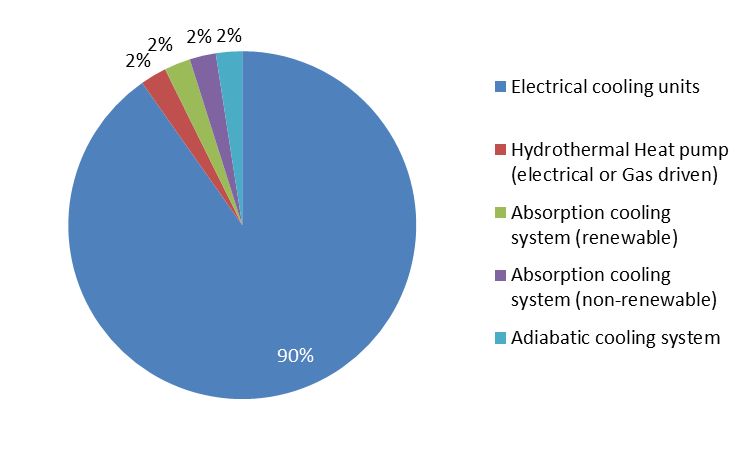 2%
2%
2% 2%
90%
Electrical cooling units
Hydrothermal Heat pump
(electrical or Gas driven)
Absorption cooling
system (renewable)
Absorption cooling
system (non-renewable)
Adiabatic cooling system